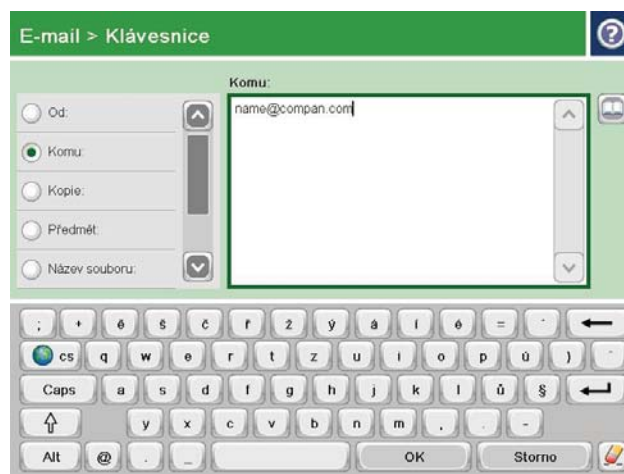 E-mail > Klávesnice
Komu:
Od:
name@compan.com
Komu:
Kopie:
Předmět:
Název souboru:
; + ě š č ř ž ý á í é = ´
cs q w e r t z u i o p ú )
Caps a s d f g h j k l ů §
y x c v b n m , . -
Alt @ . _ OK Storno